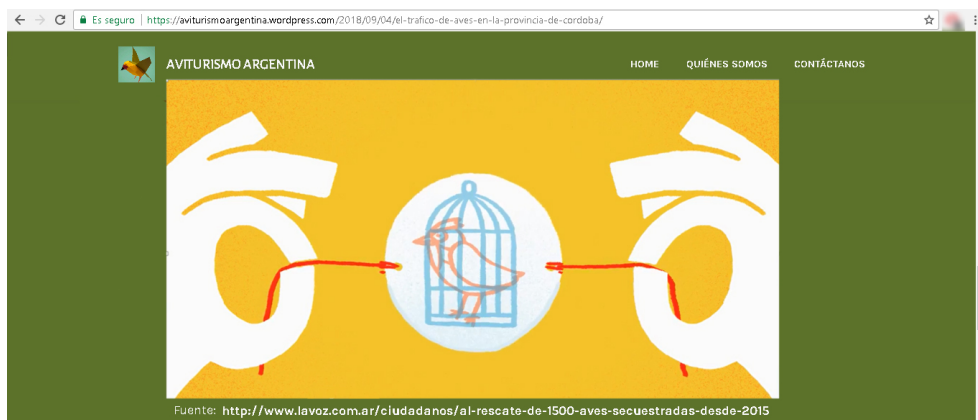 Es seguro | https://aviturismoargentina.wordpress.com/2018/09/04/el-trafico-de-aves-en-la-provincia-de-cordoba/
AVITURISMO ARGENTINA HOME QUIÉNES SOMOS CONTÁCTANOS
Fuente: http://www.lavoz.com.ar/ciudadanos/al-rescate-de-1500-aves-secuestradas-desde-2015